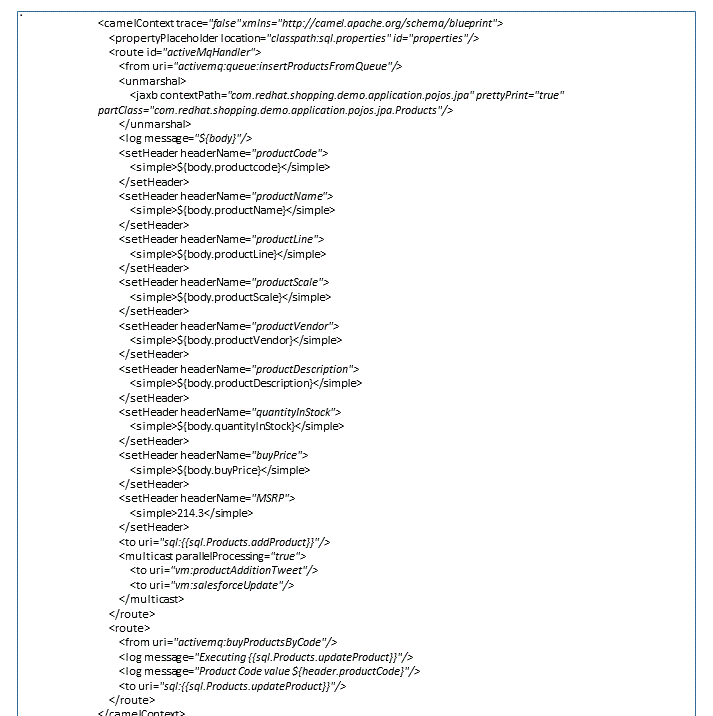 <camelContext trace="false" xmlns="http://camel.apache.org/schema/blueprint">
<propertyPlaceholder location="classpath:sql.properties" id="properties"/>
<route id="activeMqHandler">
<from uri="activemq:queue:insertProductsFromQueue"/>
<unmarshal>
<jaxb contextPath="com.redhat.shopping.demo.application.pojos.jpa" prettyPrint="true"
partClass="com.redhat.shopping.demo.application.pojos.jpa.Products"/>
</unmarshal>
<log message="${body}"/>
<setHeader headerName="productCode">
<simple>${body.productcode}</simple>
</setHeader>
<setHeader headerName="productName">
<simple>${body.productName}</simple>
</setHeader>
<setHeader headerName="productLine">
<simple>${body.productLine}</simple>
</setHeader>
<setHeader headerName="productScale">
<simple>${body.productScale}</simple>
</setHeader>
<setHeader headerName="productVendor">
<simple>${body.productVendor}</simple>
</setHeader>
<setHeader headerName="productDescription">
<simple>${body.productDescription}</simple>
</setHeader>
<setHeader headerName="quantityInStock">
<simple>${body.quantityInStock}</simple>
</setHeader>
<setHeader headerName="buyPrice">
<simple>${body.buyPrice}</simple>
</setHeader>
<setHeader headerName="MSRP">
<simple>214.3</simple>
</setHeader>
<to uri="sql:{{sql.Products.addProduct}}"/>
<multicast parallelProcessing="true">
<to uri="vm:productAdditionTweet"/>
<to uri="vm:salesforceUpdate"/>
</multicast>
</route>
<route>
<from uri="activemq:buyProductsByCode"/>
<log message="Executing {{sql.Products.updateProduct}}"/>
<log message="Product Code value ${header.productCode}"/>
<to uri="sql:{{sql.Products.updateProduct}}"/>
</route>
</camelContext>